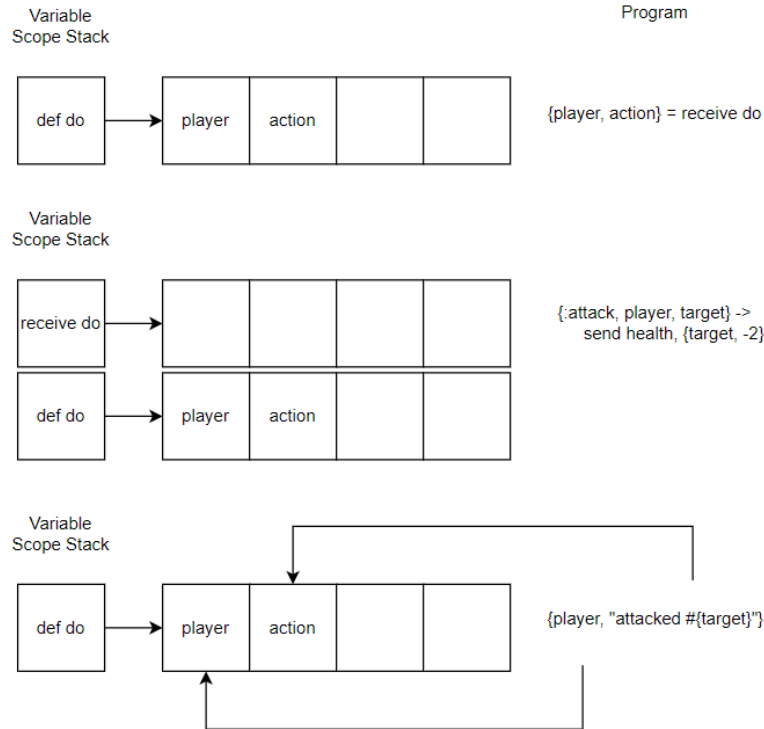 Variable
Scope Stack
Program
def do
player
action
{player, action} = receive do
Variable
Scope Stack
receive do
{:attack, player, target} ->
send health, {target, -2}
def do
player
action
Variable
Scope Stack
def do
player
action
{player, "attacked #{target}"}